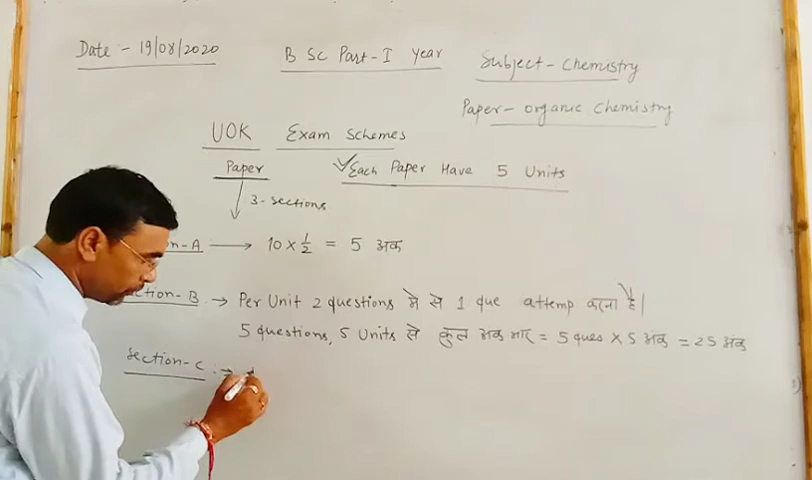 Date :- 19/08/2020
B Sc Part-I Year
Subject- Chemistry
Paper- organic Chemistry
UOK Exam Schemes
Paper
✓Each Paper Have 5 Units
3-Sections
n-A → 10 × 1/2 = 5 अंक
ction-B :→ Per Unit 2 questions में से 1 que attemp करना है|
5 questions, 5 Units से कुल अंक भार = 5 ques × 5 अंक = 25 अंक
Section-C :→